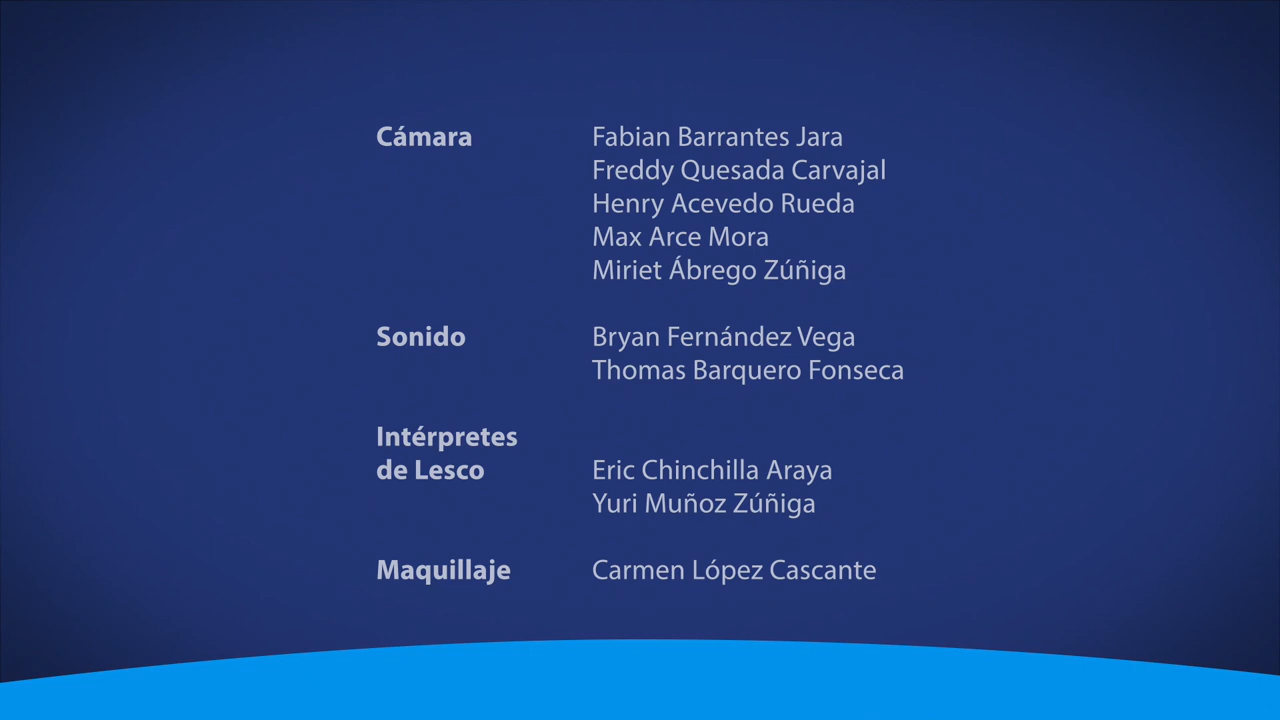 Cámara Fabian Barrantes Jara
Freddy Quesada Carvajal
Henry Acevedo Rueda
Max Arce Mora
Miriet Ábrego Zúñiga
Sonido Bryan Fernández Vega
Thomas Barquero Fonseca
Intérpretes
de Lesco Eric Chinchilla Araya
Yuri Muñoz Zúñiga
Maquillaje Carmen López Cascante